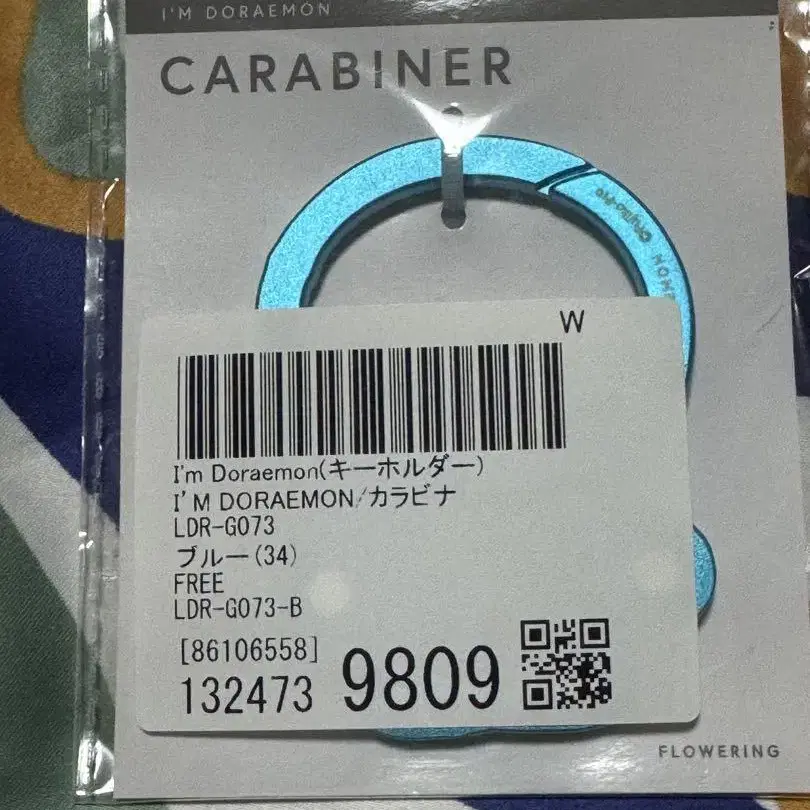 I'M DORAEMON
CARABINER
W
I'm Doraemon(キーホルダー)
I'M DORAEMON/カラビナ
LDR-G073
ブルー(34)
FREE
LDR-G073-B
[86106558]
132473 9809
FLOWERING